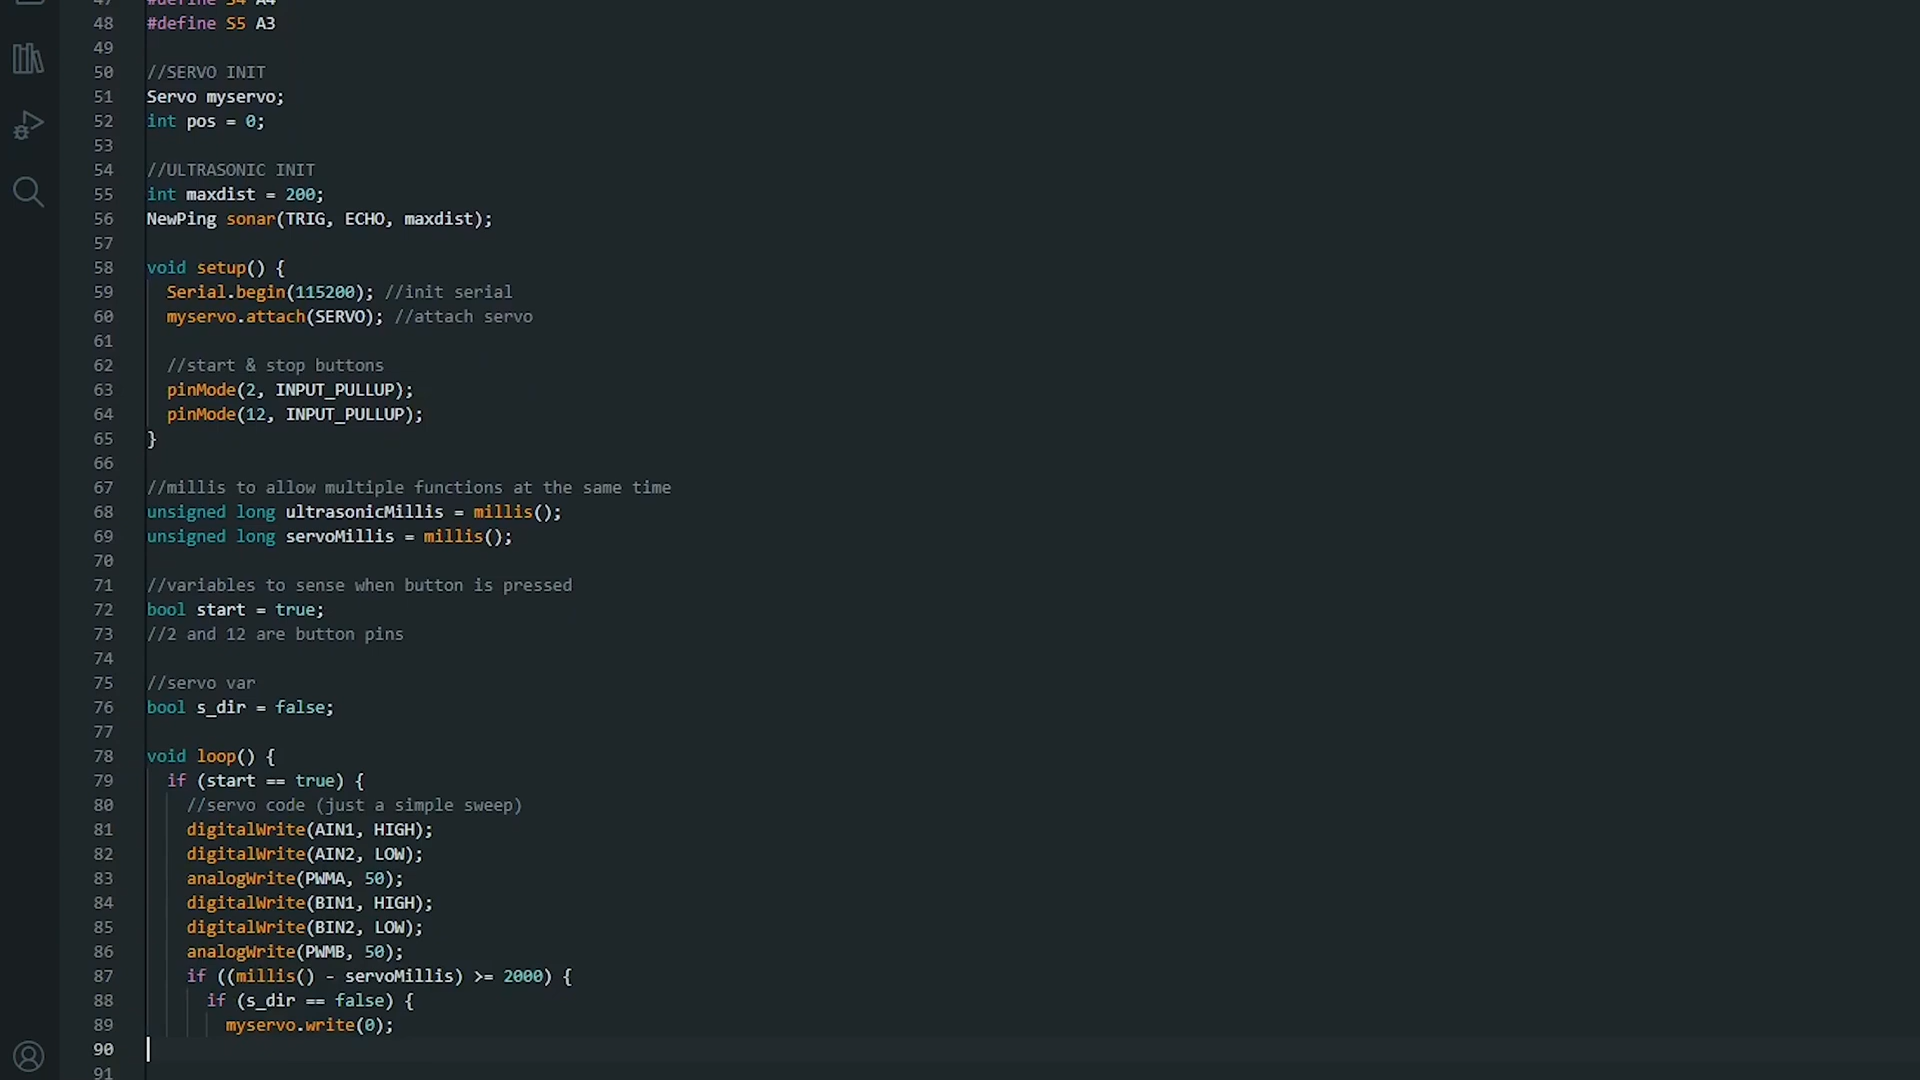 47 #define S4 A4
48 #define S5 A3
49
50 //SERVO INIT
51 Servo myservo;
52 int pos = 0;
53
54 //ULTRASONIC INIT
55 int maxdist = 200;
56 NewPing sonar(TRIG, ECHO, maxdist);
57
58 void setup() {
59   Serial.begin(115200); //init serial
60   myservo.attach(SERVO); //attach servo
61
62   //start & stop buttons
63   pinMode(2, INPUT_PULLUP);
64   pinMode(12, INPUT_PULLUP);
65 }
66
67 //millis to allow multiple functions at the same time
68 unsigned long ultrasonicMillis = millis();
69 unsigned long servoMillis = millis();
70
71 //variables to sense when button is pressed
72 bool start = true;
73 //2 and 12 are button pins
74
75 //servo var
76 bool s_dir = false;
77
78 void loop() {
79   if (start == true) {
80     //servo code (just a simple sweep)
81     digitalWrite(AIN1, HIGH);
82     digitalWrite(AIN2, LOW);
83     analogWrite(PWMA, 50);
84     digitalWrite(BIN1, HIGH);
85     digitalWrite(BIN2, LOW);
86     analogWrite(PWMB, 50);
87     if ((millis() - servoMillis) >= 2000) {
88       if (s_dir == false) {
89         myservo.write(0);
90
91